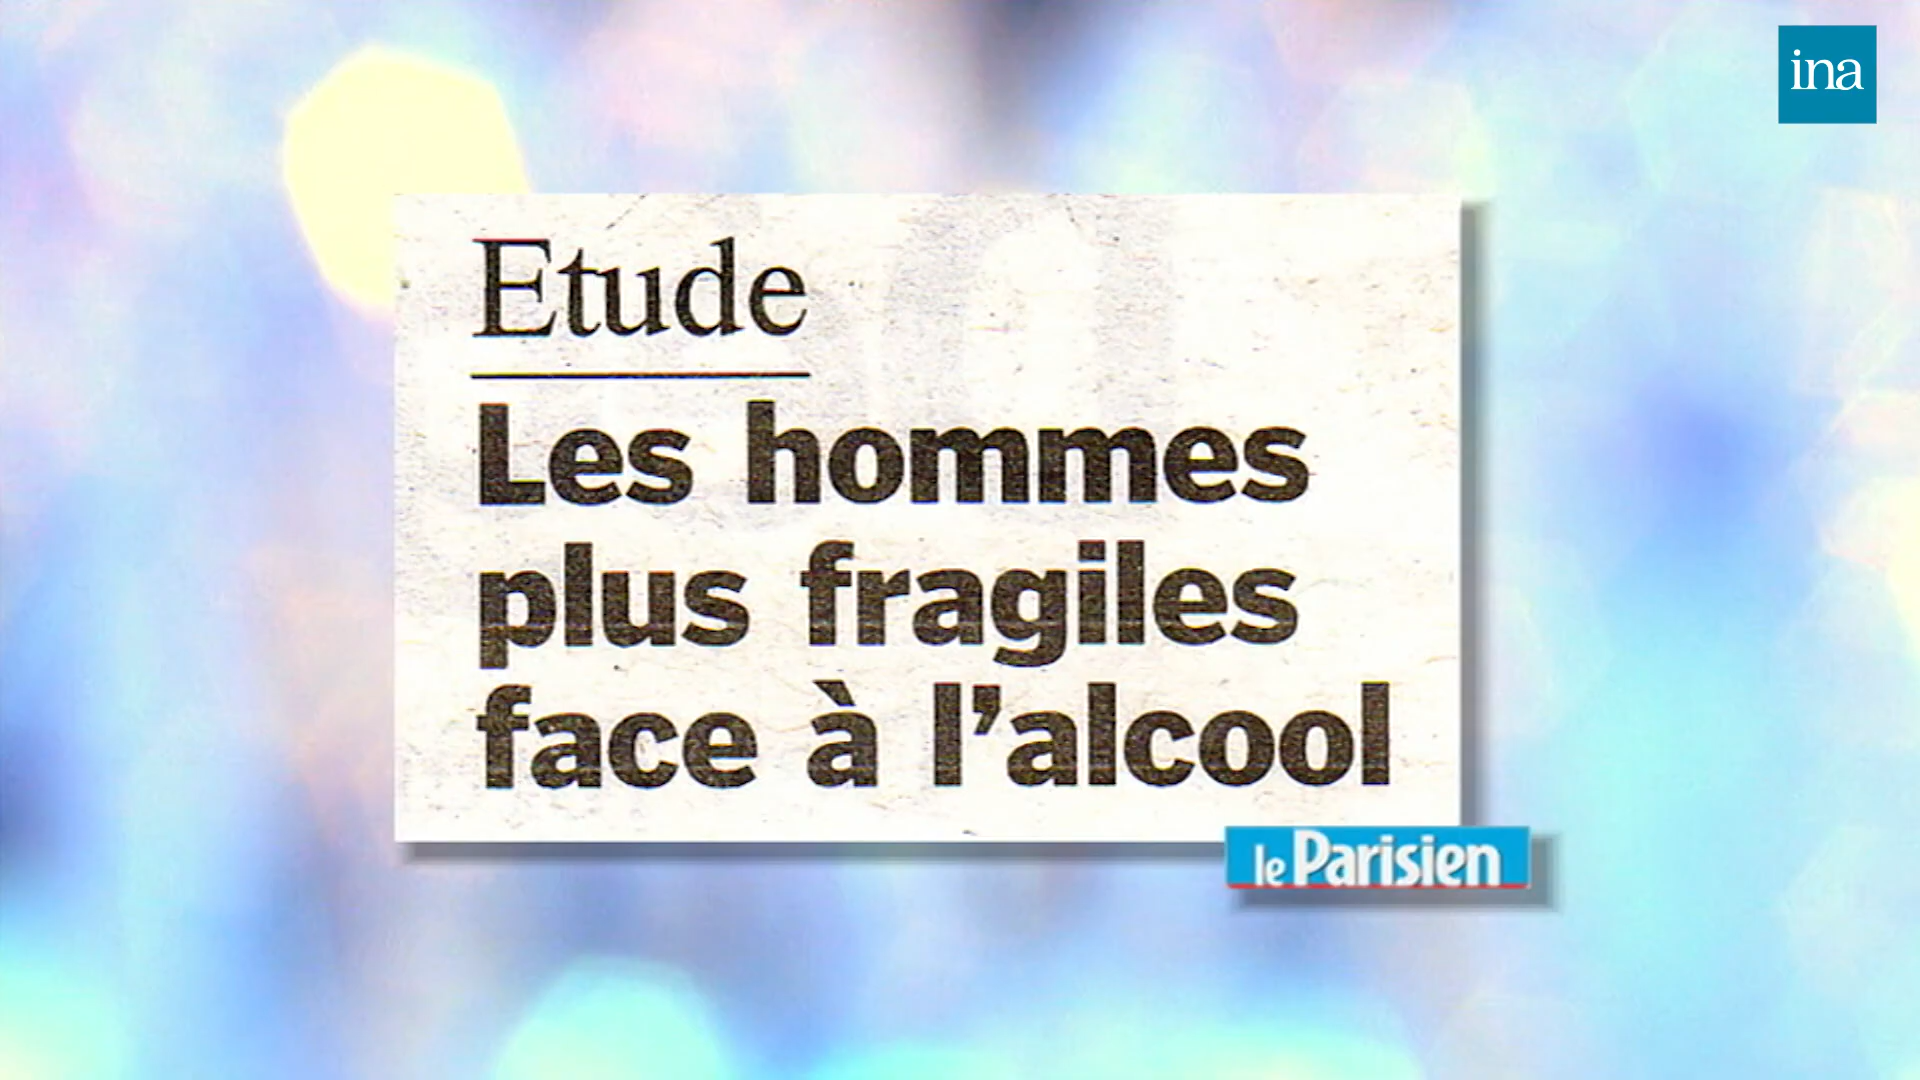 ina
Etude
Les hommes
plus fragiles
face à l'alcool
le Parisien